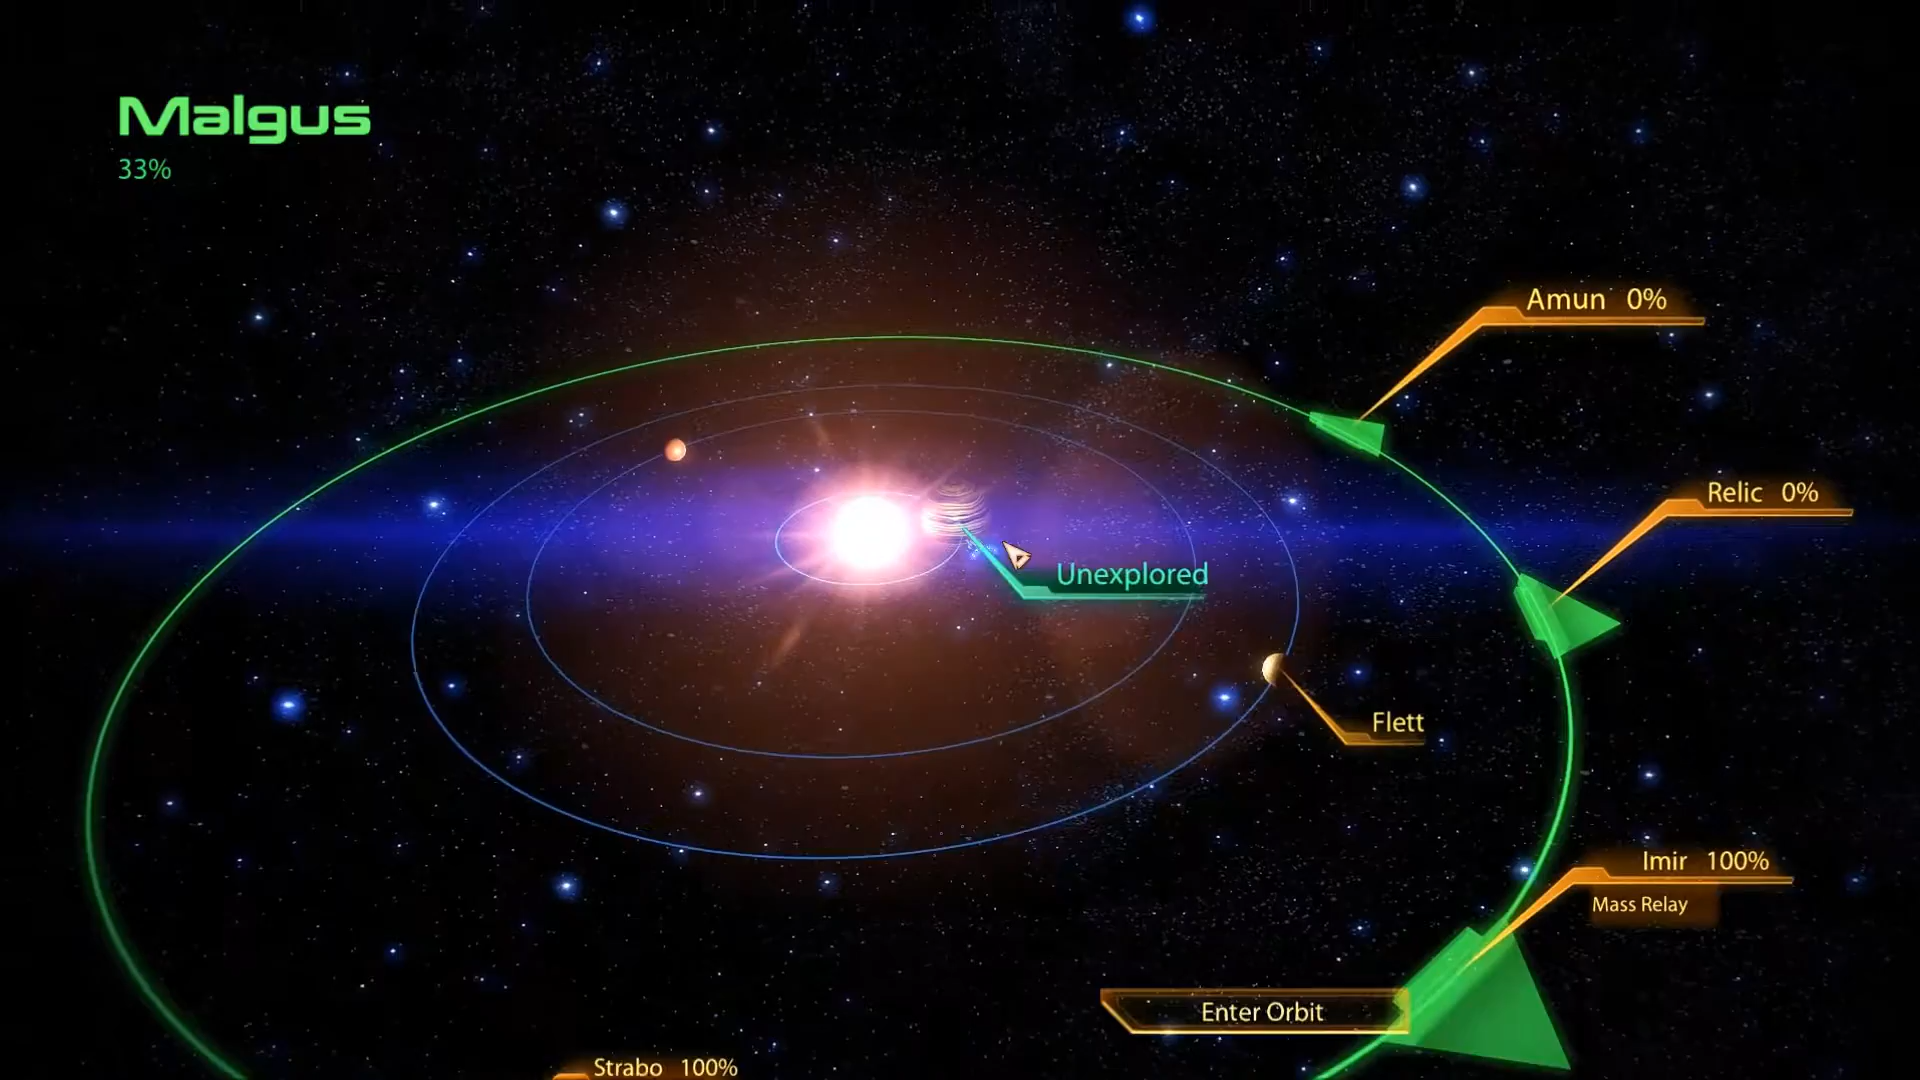 Malgus
33%
Amun 0%
Relic 0%
Unexplored
Flett
Imir 100%
Mass Relay
Enter Orbit
Strabo 100%